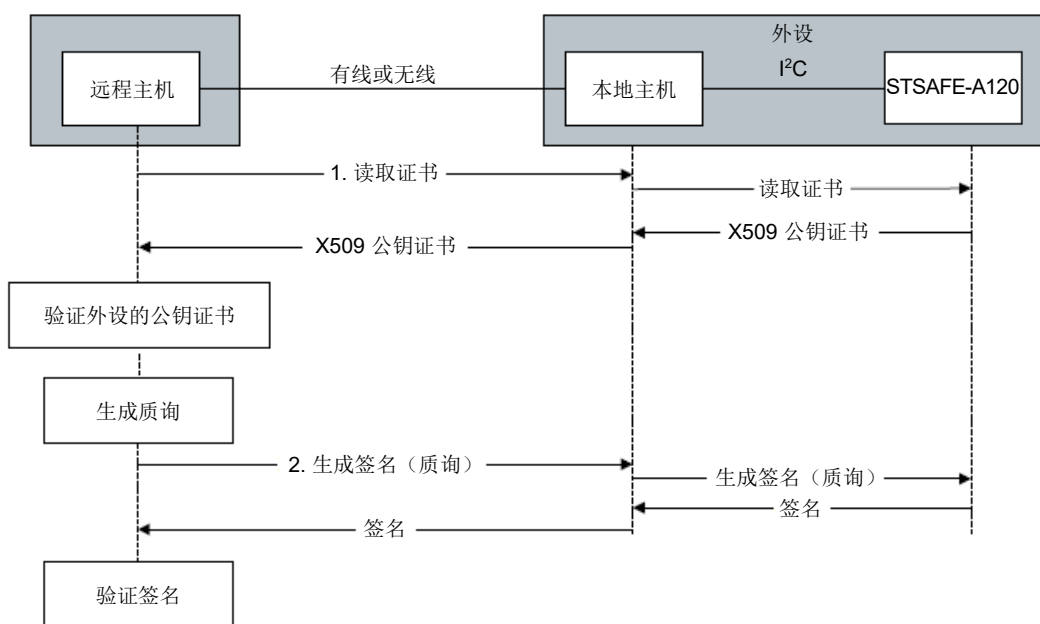 外设
I²C
远程主机
有线或无线
本地主机
STSAFE-A120
1. 读取证书
读取证书
X509 公钥证书
X509 公钥证书
验证外设的公钥证书
生成质询
2. 生成签名（质询）
生成签名（质询）
签名
签名
验证签名